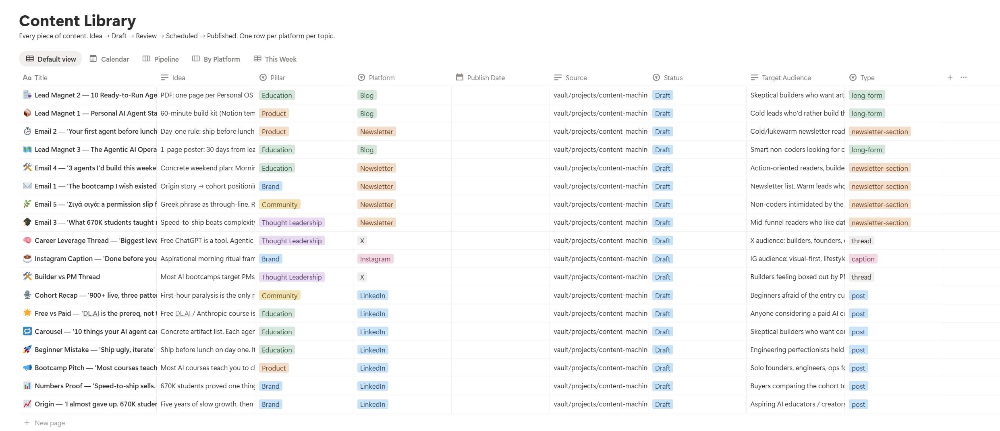 Content Library
Every piece of content. Idea → Draft → Review → Scheduled → Published. One row per platform per topic.
Default view Calendar Pipeline By Platform This Week
Aa Title Idea Pillar Platform Publish Date Source Status Target Audience Type + ...
Lead Magnet 2 — 10 Ready-to-Run Age PDF: one page per Personal OS Education Blog vault/projects/content-machin Draft Skeptical builders who want art long-form
Lead Magnet 1 — Personal AI Agent Sta 60-minute build kit (Notion tem Product Blog vault/projects/content-machin Draft Cold leads who'd rather build th long-form
Email 2 — 'Your first agent before lunch Day-one rule: ship before lunch. Product Newsletter vault/projects/content-machin Draft Cold/lukewarm newsletter read newsletter-section
Lead Magnet 3 — The Agentic AI Opera 1-page poster: 30 days from lea Education Blog vault/projects/content-machin Draft Smart non-coders looking for c long-form
Email 4 — '3 agents I'd build this weeke Concrete weekend plan: Mornin Education Newsletter vault/projects/content-machin Draft Action-oriented readers, builde newsletter-section
Email 1 — 'The bootcamp I wish existed Origin story → cohort positionin Brand Newsletter vault/projects/content-machin Draft Newsletter list. Warm leads who newsletter-section
Email 5 — 'Σιγά σιγά: a permission slip f Greek phrase as through-line. R Community Newsletter vault/projects/content-machin Draft Non-coders intimidated by the newsletter-section
Email 3 — 'What 670K students taught Speed-to-ship beats complexity Thought Leadership Newsletter vault/projects/content-machin Draft Mid-funnel readers who like dat newsletter-section
Career Leverage Thread — 'Biggest leve Free ChatGPT is a tool. Agentic Thought Leadership X vault/projects/content-machin Draft X audience: builders, founders, thread
Instagram Caption — 'Done before you Aspirational morning ritual fram Brand Instagram vault/projects/content-machin Draft IG audience: visual-first, lifestyle caption
Builder vs PM Thread Most AI bootcamps target PMs Thought Leadership X vault/projects/content-machin Draft Builders feeling boxed out by PM thread
Cohort Recap — '900+ live, three patter First-hour paralysis is the only Community LinkedIn vault/projects/content-machin Draft Beginners afraid of the entry cu post
Free vs Paid — 'DL.AI is the prereq, not Free DL.AI / Anthropic course is Education LinkedIn vault/projects/content-machin Draft Anyone considering a paid AI co post
Carousel — '10 things your AI agent can Concrete artifact list. Each agen Education LinkedIn vault/projects/content-machin Draft Skeptical builders who want con post
Beginner Mistake — 'Ship ugly, iterate' Ship before lunch on day one. It Education LinkedIn vault/projects/content-machin Draft Engineering perfectionists held post
Bootcamp Pitch — 'Most courses teach Most AI courses teach you to cl Product LinkedIn vault/projects/content-machin Draft Solo founders, engineers, ops fo post
Numbers Proof — 'Speed-to-ship sells. 670K students proved one thing Brand LinkedIn vault/projects/content-machin Draft Buyers comparing the cohort to post
Origin — 'I almost gave up. 670K studen Five years of slow growth, then Brand LinkedIn vault/projects/content-machin Draft Aspiring AI educators / creators post
+ New page